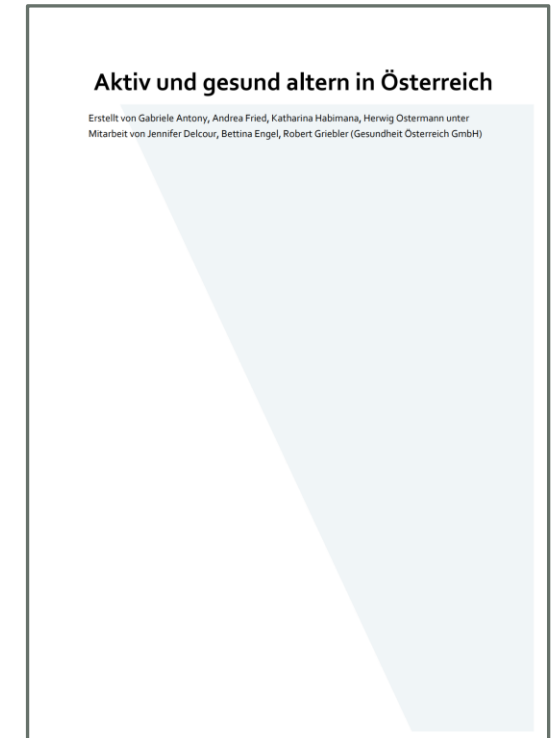 Aktiv und gesund altern in Österreich
Erstellt von Gabriele Antony, Andrea Fried, Katharina Habimana, Herwig Ostermann unter
Mitarbeit von Jennifer Delcour, Bettina Engel, Robert Griebler (Gesundheit Österreich GmbH)